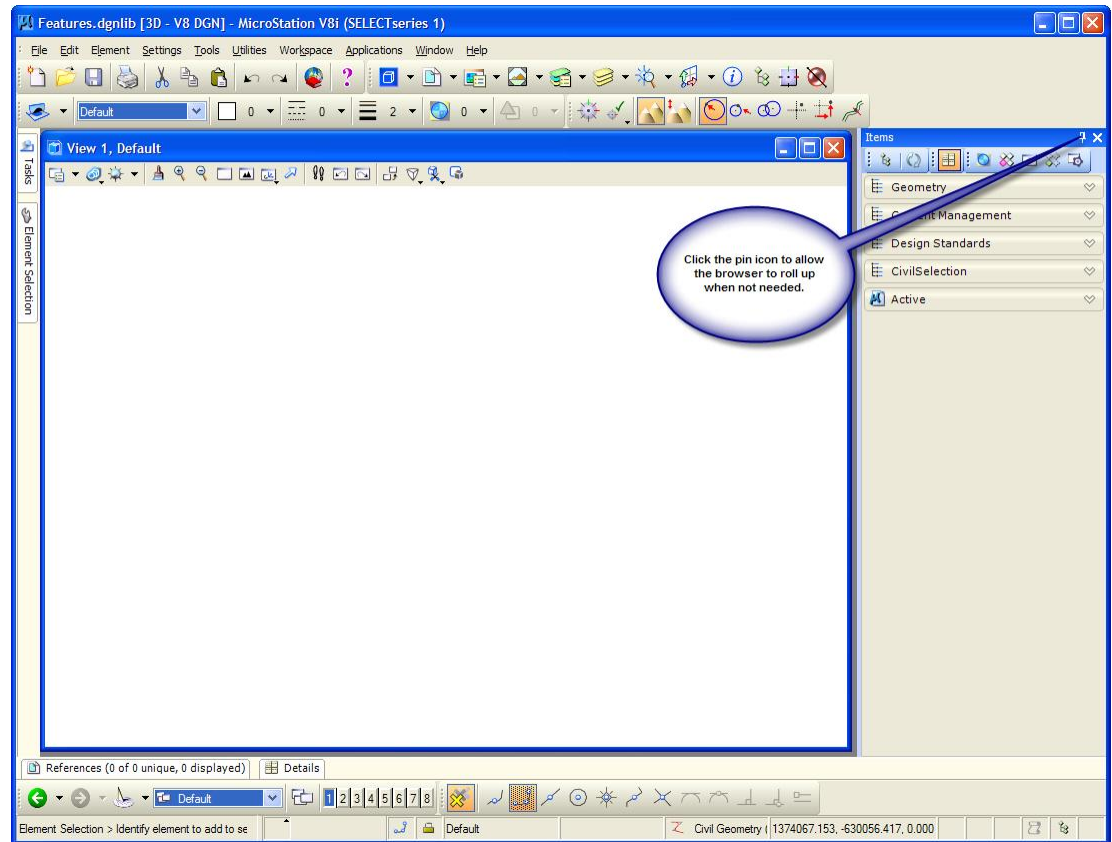 Features.dgnlib [3D - V8 DGN] - MicroStation V8i (SELECTseries 1)
File Edit Element Settings Tools Utilities Workspace Applications Window Help
Default 0 0 2 0 0
Tasks
Element Selection
View 1, Default
Items
Geometry
Management
Design Standards
CivilSelection
Active
Click the pin icon to allow
the browser to roll up
when not needed.
References (0 of 0 unique, 0 displayed) Details
Default 1 2 3 4 5 6 7 8
Element Selection > Identify element to add to se Default Civil Geometry ( 1374067.153, -630056.417, 0.000